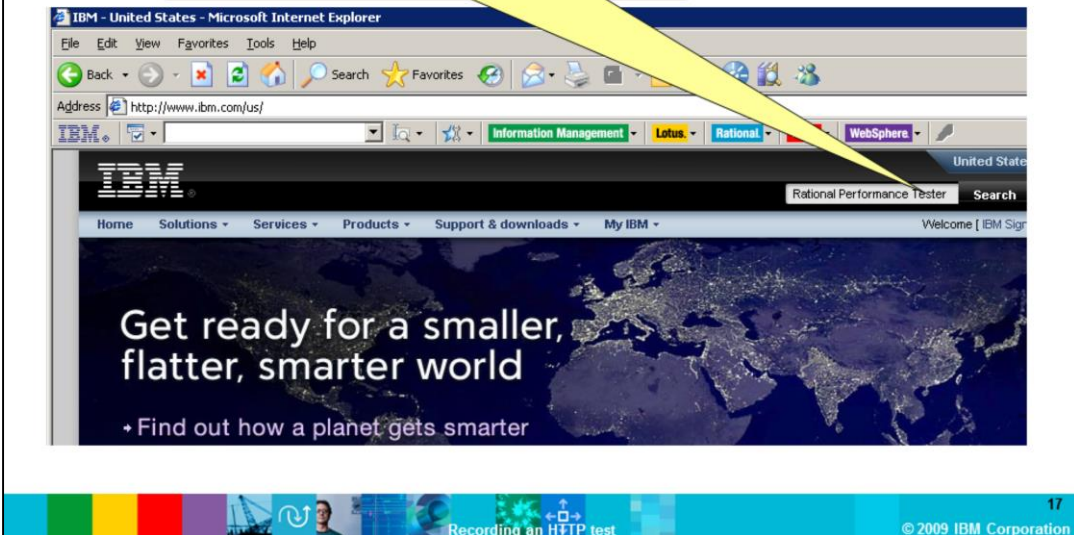 IBM - United States - Microsoft Internet Explorer
File Edit View Favorites Tools Help
Back Search Favorites
Address http://www.ibm.com/us/
IBM® Information Management Lotus. Rational. WebSphere.
United State
IBM®
Rational Performance Tester Search
Home Solutions Services Products Support & downloads My IBM Welcome [ IBM Sign
Get ready for a smaller,
flatter, smarter world
Find out how a planet gets smarter
17
Recording an HTTP test
© 2009 IBM Corporation